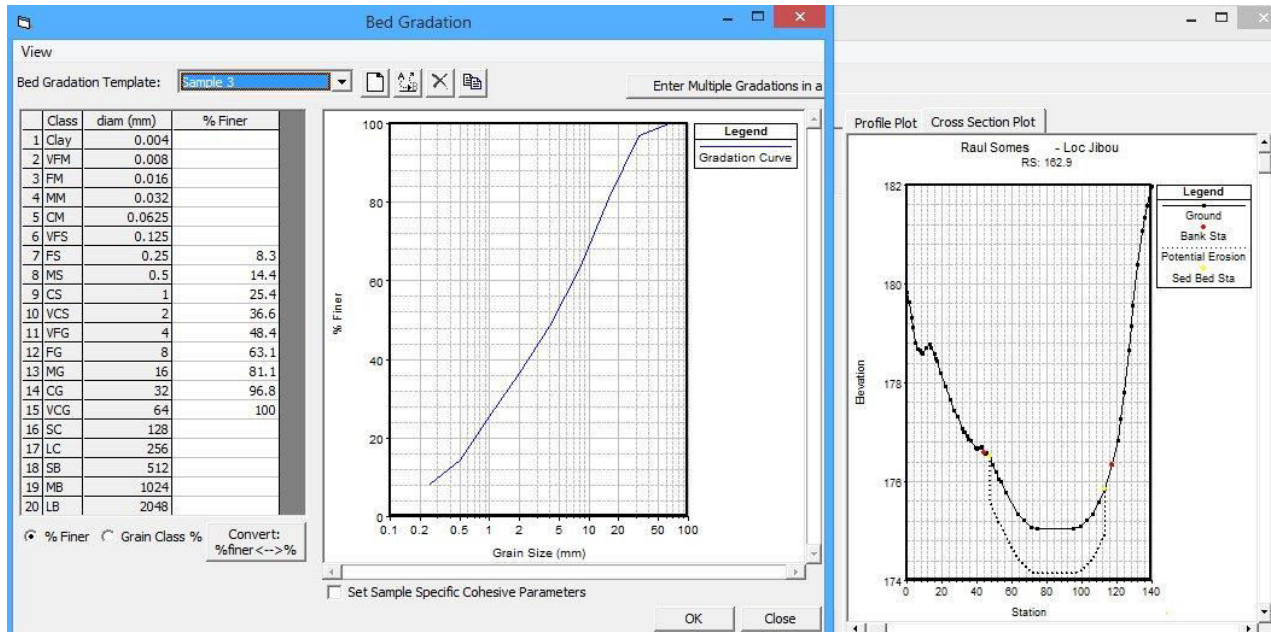 Bed Gradation
View
Bed Gradation Template: Sample 3
Enter Multiple Gradations in a
Class diam (mm) % Finer
1 Clay 0.004
2 VFM 0.008
3 FM 0.016
4 MM 0.032
5 CM 0.0625
6 VFS 0.125
7 FS 0.25 8.3
8 MS 0.5 14.4
9 CS 1 25.4
10 VCS 2 36.6
11 VFG 4 48.4
12 FG 8 63.1
13 MG 16 81.1
14 CG 32 96.8
15 VCG 64 100
16 SC 128
17 LC 256
18 SB 512
19 MB 1024
20 LB 2048
% Finer Grain Class %
Convert:
%finer<-->%
100
80
60
40
20
0
% Finer
0.1 0.2 0.5 1 2 5 10 20 50 100
Grain Size (mm)
Legend
Gradation Curve
Set Sample Specific Cohesive Parameters
OK Close
Profile Plot Cross Section Plot
Raul Somes - Loc Jibou
RS: 162.9
182
180
178
176
174
Elevation
0 20 40 60 80 100 120 140
Station
Legend
Ground
Bank Sta
Potential Erosion
Sed Bed Sta